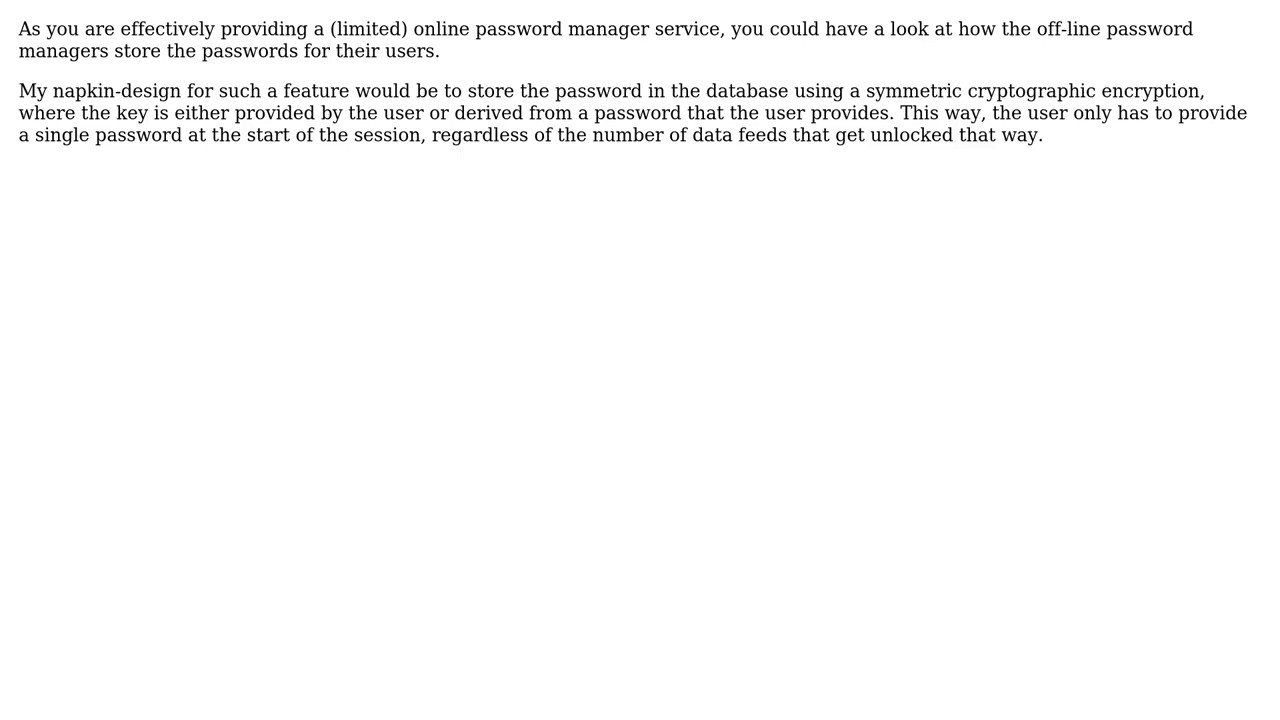 As you are effectively providing a (limited) online password manager service, you could have a look at how the off-line password
managers store the passwords for their users.
My napkin-design for such a feature would be to store the password in the database using a symmetric cryptographic encryption,
where the key is either provided by the user or derived from a password that the user provides. This way, the user only has to provide
a single password at the start of the session, regardless of the number of data feeds that get unlocked that way.